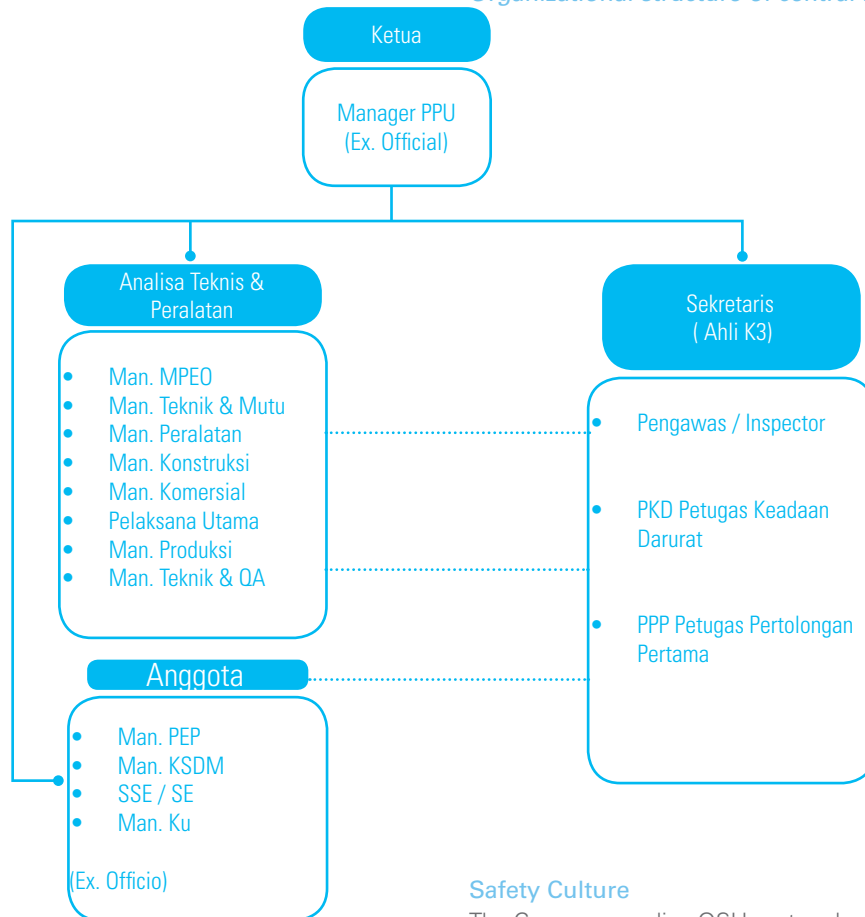 Ketua
Manager PPU
(Ex. Official)
Analisa Teknis &
Peralatan
Man. MPEO
Man. Teknik & Mutu
Man. Peralatan
Man. Konstruksi
Man. Komersial
Pelaksana Utama
Man. Produksi
Man. Teknik & QA
Sekretaris
( Ahli K3)
Pengawas / Inspector
PKD Petugas Keadaan
Darurat
PPP Petugas Pertolongan
Pertama
Anggota
Man. PEP
Man. KSDM
SSE / SE
Man. Ku
(Ex. Officio)
Safety Culture